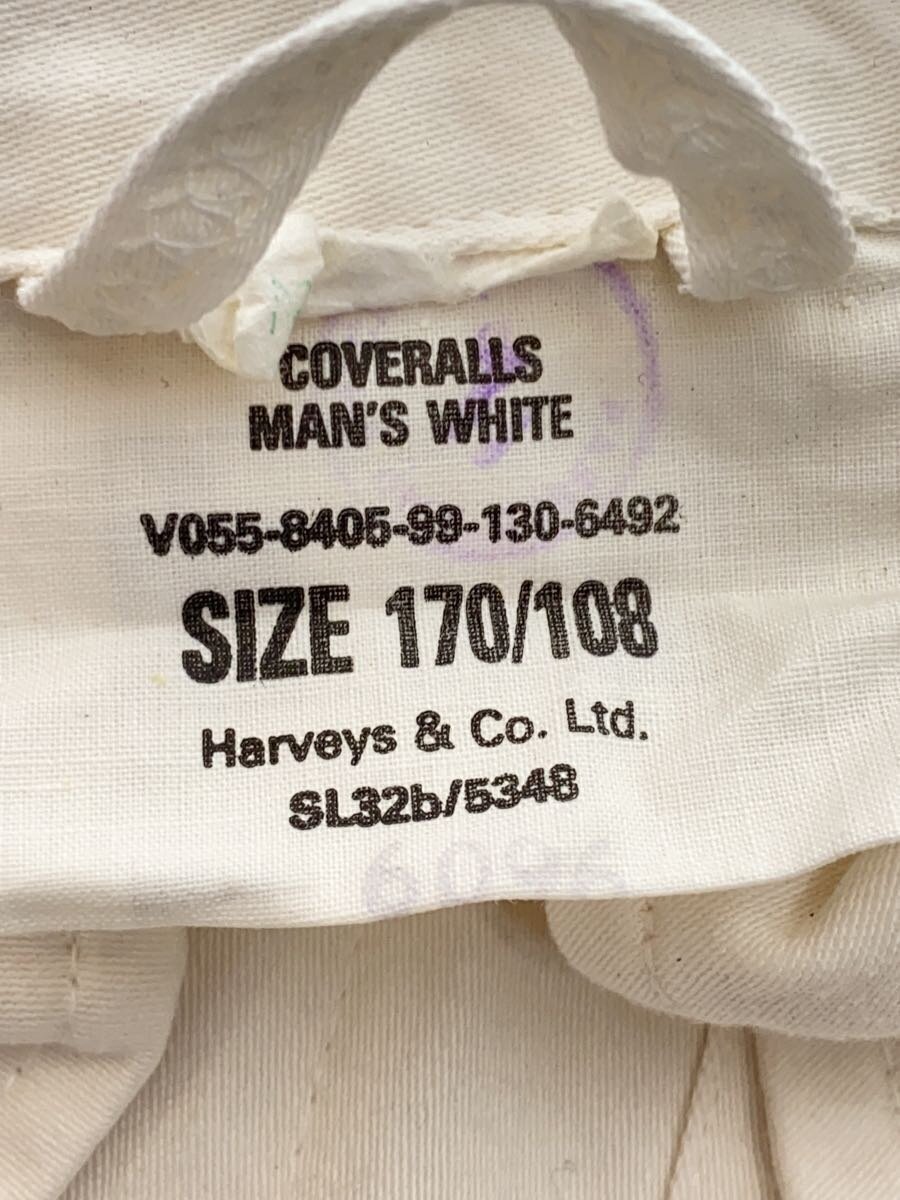 COVERALLS
MAN'S WHITE
V055-8405-99-130-6492
SIZE 170/108
Harveys & Co. Ltd.
SL32b/5348